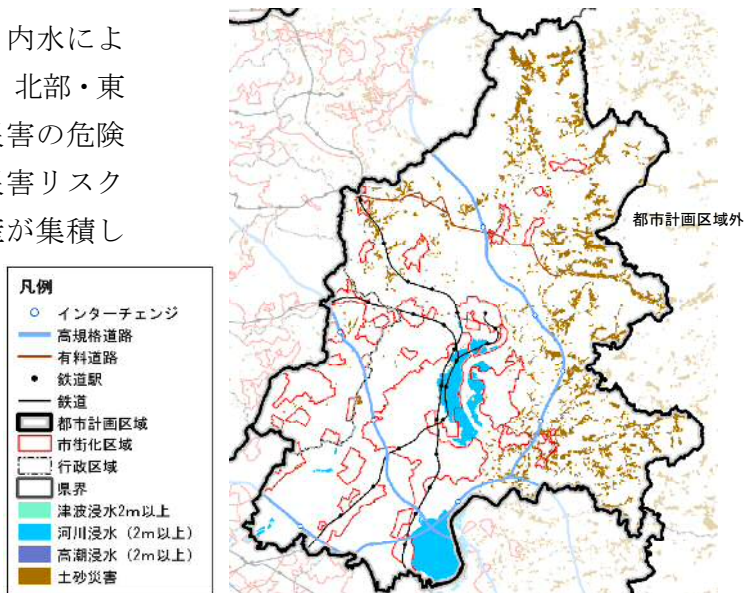 内水によ
北部・東
害の危険
害リスク
が集積し
都市計画区域外
凡例
インターチェンジ
高規格道路
有料道路
鉄道駅
鉄道
都市計画区域
市街化区域
行政区域
県界
津波浸水2m以上
河川浸水（2m以上）
高潮浸水（2m以上）
土砂災害